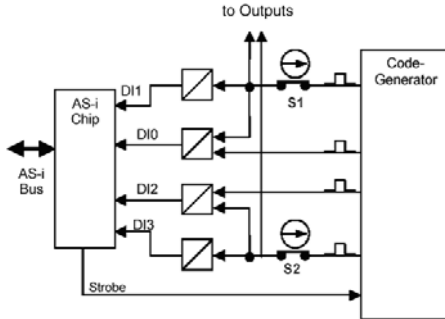 to Outputs
AS-i
Chip
DI1
DI0
DI2
DI3
AS-i
Bus
S1
S2
Code-
Generator
Strobe